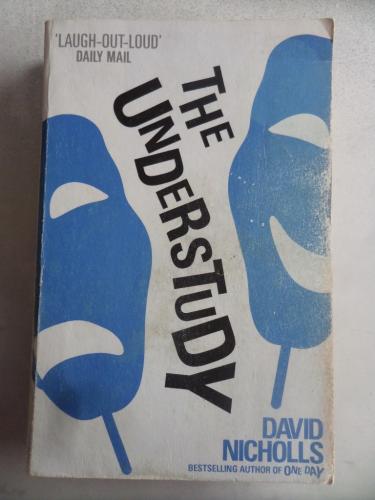 'LAUGH-OUT-LOUD'
DAILY MAIL
THE
UNDERSTUDY
DAVID
NICHOLLS
BESTSELLING AUTHOR OF ONE DAY